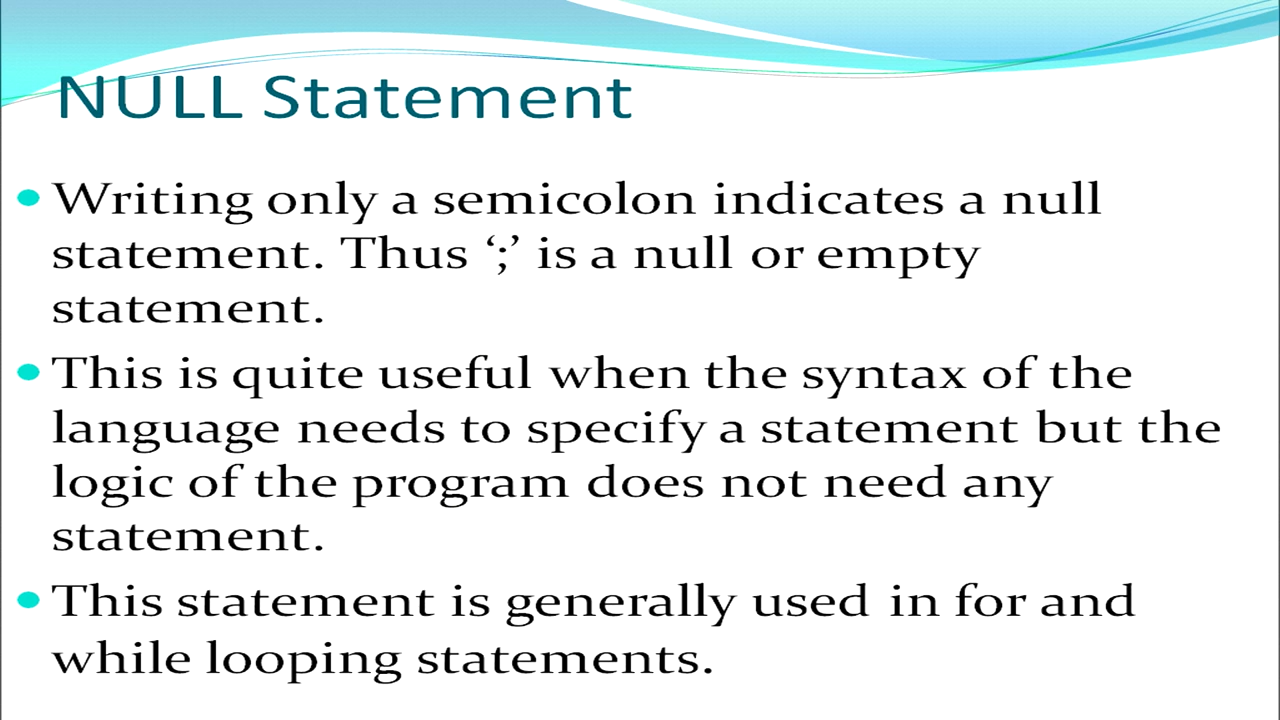 NULL Statement
• Writing only a semicolon indicates a null
statement. Thus ‘;’ is a null or empty
statement.
• This is quite useful when the syntax of the
language needs to specify a statement but the
logic of the program does not need any
statement.
• This statement is generally used in for and
while looping statements.